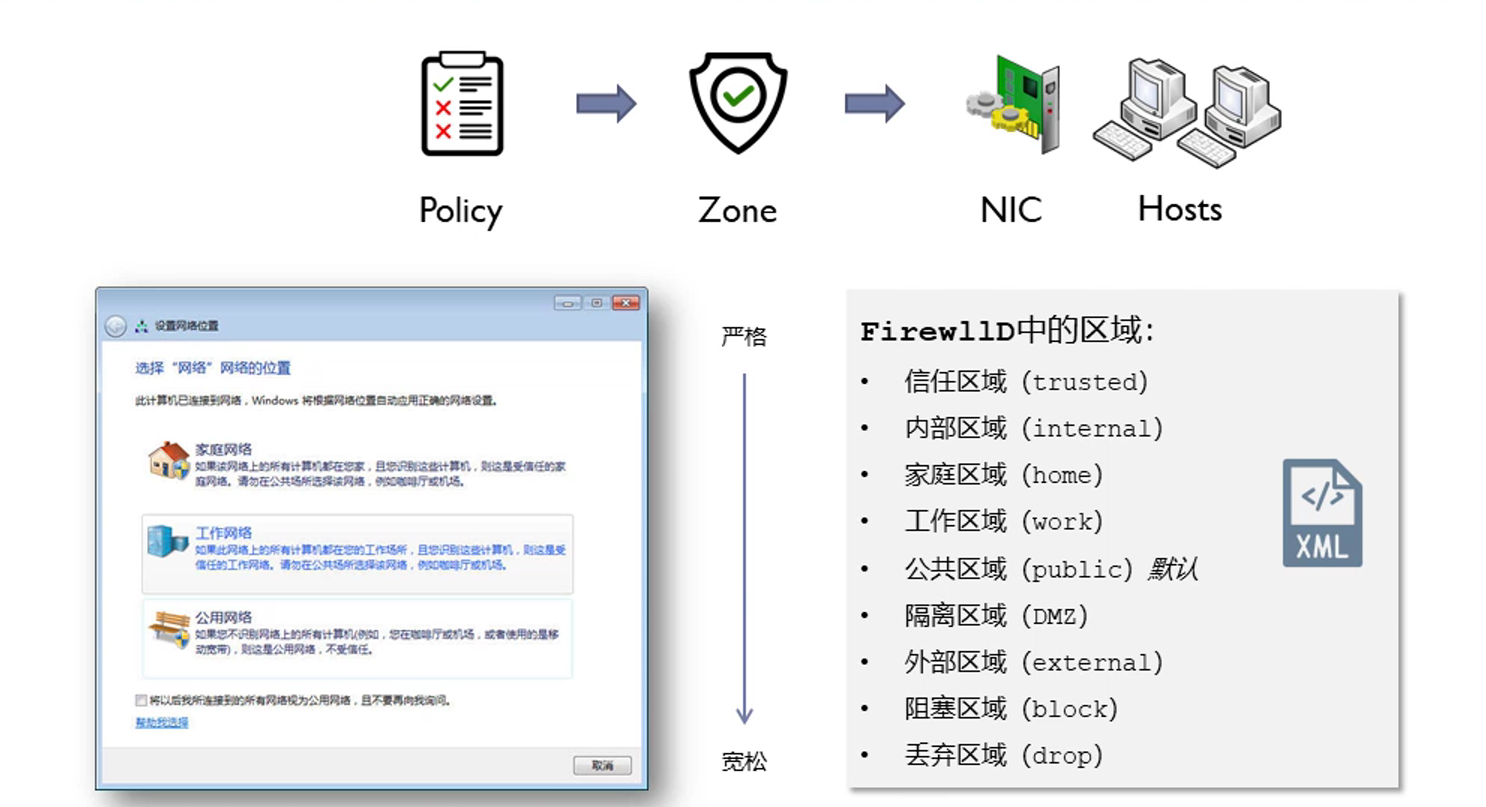 Policy
Zone
NIC
Hosts
设置网络位置
选择“网络”网络的位置
此计算机已连接到网络，Windows 将根据网络位置自动应用正确的网络设置。
家庭网络
如果该网络上的所有计算机都在您家，且您识别这些计算机，则这是受信任的家
庭网络。请勿在公共场所选择该网络，例如咖啡厅或机场。
工作网络
如果此网络上的所有计算机都在您的工作场所，且您识别这些计算机，则这是受
信任的工作网络。请勿在公共场所选择该网络，例如咖啡厅或机场。
公用网络
如果您不识别网络上的所有计算机(例如，您在咖啡厅或机场，或者使用的是移
动宽带)，则这是公用网络，不受信任。
将以后我所连接到的所有网络视为公用网络，且不要再向我询问。
帮助我选择
取消
严格
宽松
FirewllD中的区域：
• 信任区域 (trusted)
• 内部区域 (internal)
• 家庭区域 (home)
• 工作区域 (work)
• 公共区域 (public) 默认
• 隔离区域 (DMZ)
• 外部区域 (external)
• 阻塞区域 (block)
• 丢弃区域 (drop)
</> XML